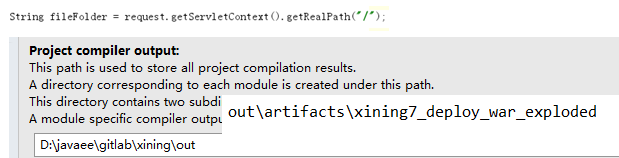 String fileFolder = request.getServletContext().getRealPath("/");
Project compiler output:
This path is used to store all project compilation results.
A directory corresponding to each module is created under this path.
This directory contains two subdi
A module specific compiler outpu
out\artifacts\xining7_deploy_war_exploded
D:\javaee\gitlab\xining\out